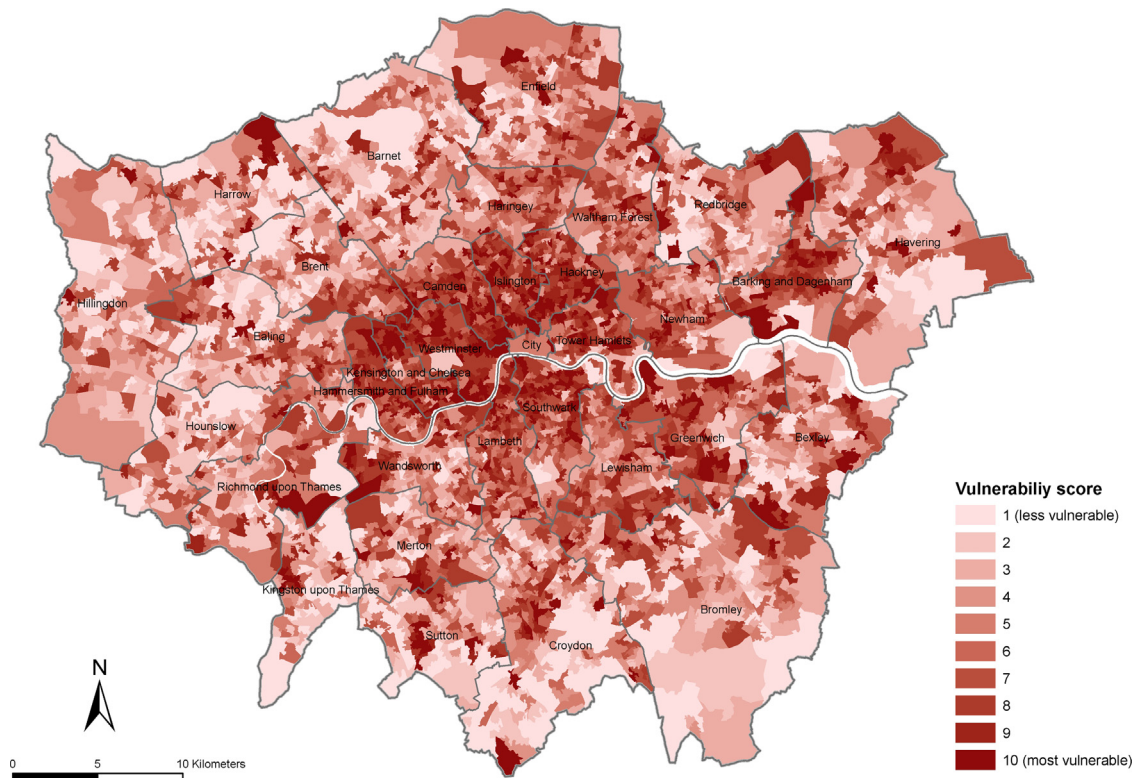 Enfield
Barnet
Harrow
Haringey
Waltham Forest
Redbridge
Havering
Brent
Camden
Islington
Hackney
Barking and Dagenham
Hillingdon
Ealing
Newham
Westminster
City
Tower Hamlets
Kensington and Chelsea
Hammersmith and Fulham
Southwark
Hounslow
Lambeth
Greenwich
Bexley
Wandsworth
Lewisham
Richmond upon Thames
Merton
Kingston upon Thames
Bromley
Sutton
Croydon
Vulnerabiliy score
1 (less vulnerable)
2
3
4
5
6
7
8
9
10 (most vulnerable)
N
0 5 10 Kilometers